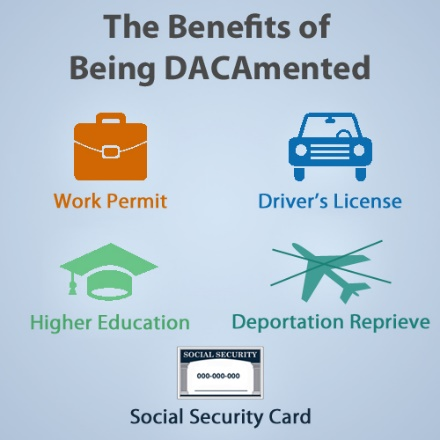 The Benefits of
Being DACAmented
Work Permit
Driver's License
Higher Education
Deportation Reprieve
SOCIAL SECURITY
000-000-000
Social Security Card